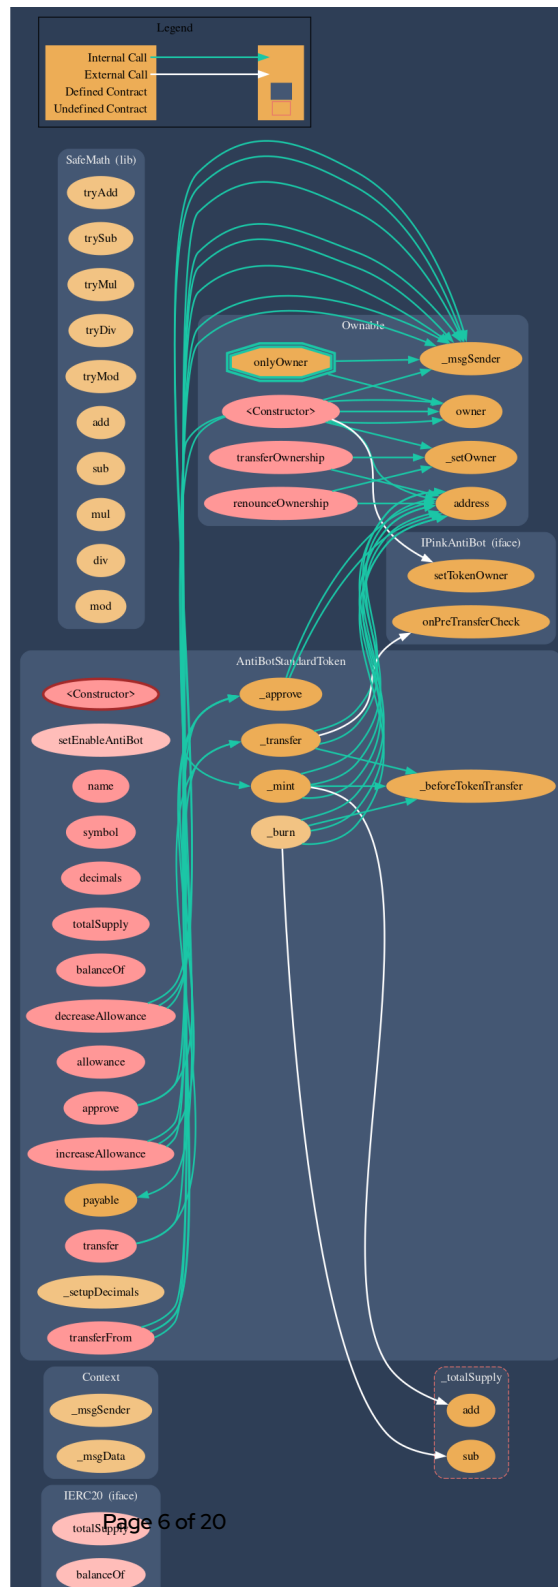 Legend
Internal Call
External Call
Defined Contract
Undefined Contract
SafeMath (lib)
tryAdd
trySub
tryMul
tryDiv
tryMod
add
sub
mul
div
mod
Ownable
onlyOwner
_msgSender
<Constructor>
owner
transferOwnership
_setOwner
renounceOwnership
address
IPinkAntiBot (iface)
setTokenOwner
onPreTransferCheck
AntiBotStandardToken
<Constructor>
_approve
setEnableAntiBot
_transfer
name
_mint
_beforeTokenTransfer
symbol
_burn
decimals
totalSupply
balanceOf
decreaseAllowance
allowance
approve
increaseAllowance
payable
transfer
_setupDecimals
transferFrom
Context
_msgSender
_msgData
_totalSupply
add
sub
IERC20 (iface)
totalSupply
Page 6 of 20
balanceOf